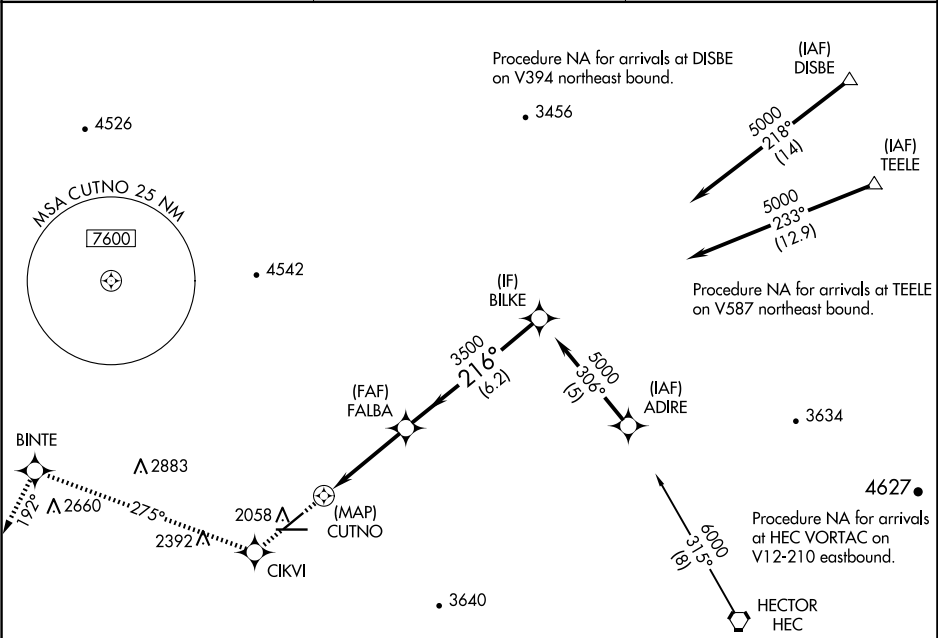 Procedure NA for arrivals at DISBE
on V394 northeast bound.
(IAF)
DISBE
4526
3456
5000
218°
(14)
(IAF)
TEELE
MSA CUTNO 25 NM
7600
5000
233°
(12.9)
4542
(IF)
BILKE
Procedure NA for arrivals at TEELE
on V587 northeast bound.
3500
216°
(6.2)
5000
306°
(5)
(FAF)
FALBA
(IAF)
ADIRE
3634
BINTE
2883
192°
2660
275°
2058
2392
(MAP)
CUTNO
4627
Procedure NA for arrivals
at HEC VORTAC on
V12-210 eastbound.
6000
315°
(8)
CIKVI
3640
HECTOR
HEC